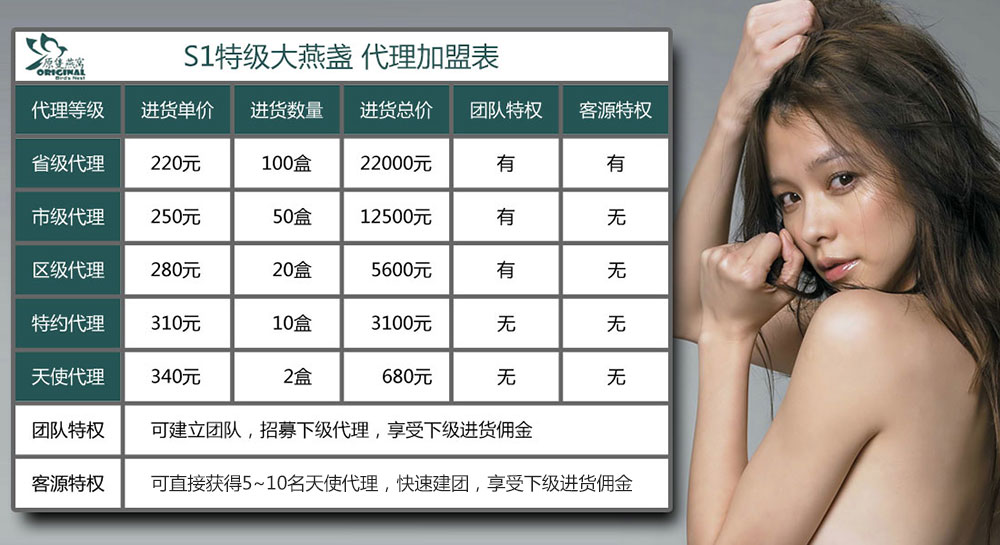 原堡燕窝
ORIGINAL
Bird's Nest
S1特级大燕盏 代理加盟表
代理等级 进货单价 进货数量 进货总价 团队特权 客源特权
省级代理 220元 100盒 22000元 有 有
市级代理 250元 50盒 12500元 有 无
区级代理 280元 20盒 5600元 有 无
特约代理 310元 10盒 3100元 无 无
天使代理 340元 2盒 680元 无 无
团队特权 可建立团队，招募下级代理，享受下级进货佣金
客源特权 可直接获得5~10名天使代理，快速建团，享受下级进货佣金